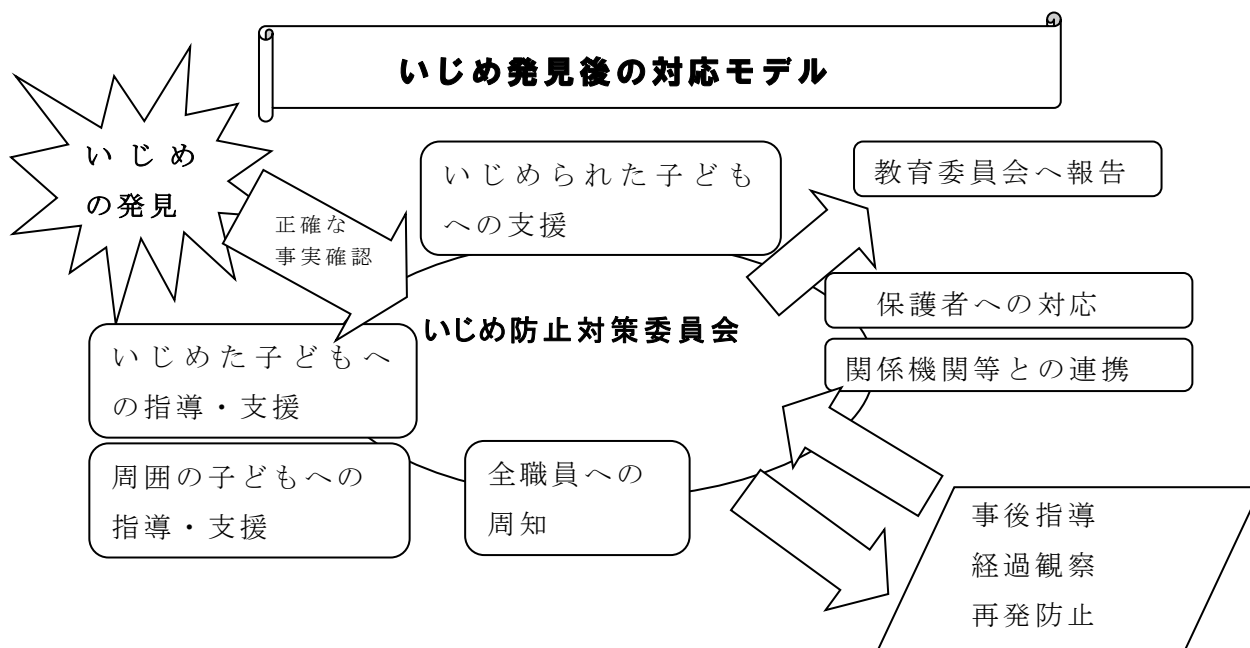 いじめ発見後の対応モデル
いじめ
の発見
正確な
事実確認
いじめられた子ども
への支援
教育委員会へ報告
保護者への対応
関係機関等との連携
いじめ防止対策委員会
いじめた子どもへ
の指導・支援
周囲の子どもへの
指導・支援
全職員への
周知
事後指導
経過観察
再発防止